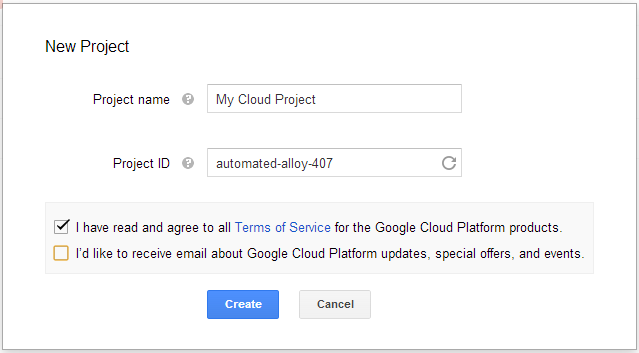 New Project
Project name ? My Cloud Project
Project ID ? automated-alloy-407
I have read and agree to all Terms of Service for the Google Cloud Platform products.
I'd like to receive email about Google Cloud Platform updates, special offers, and events.
Create Cancel